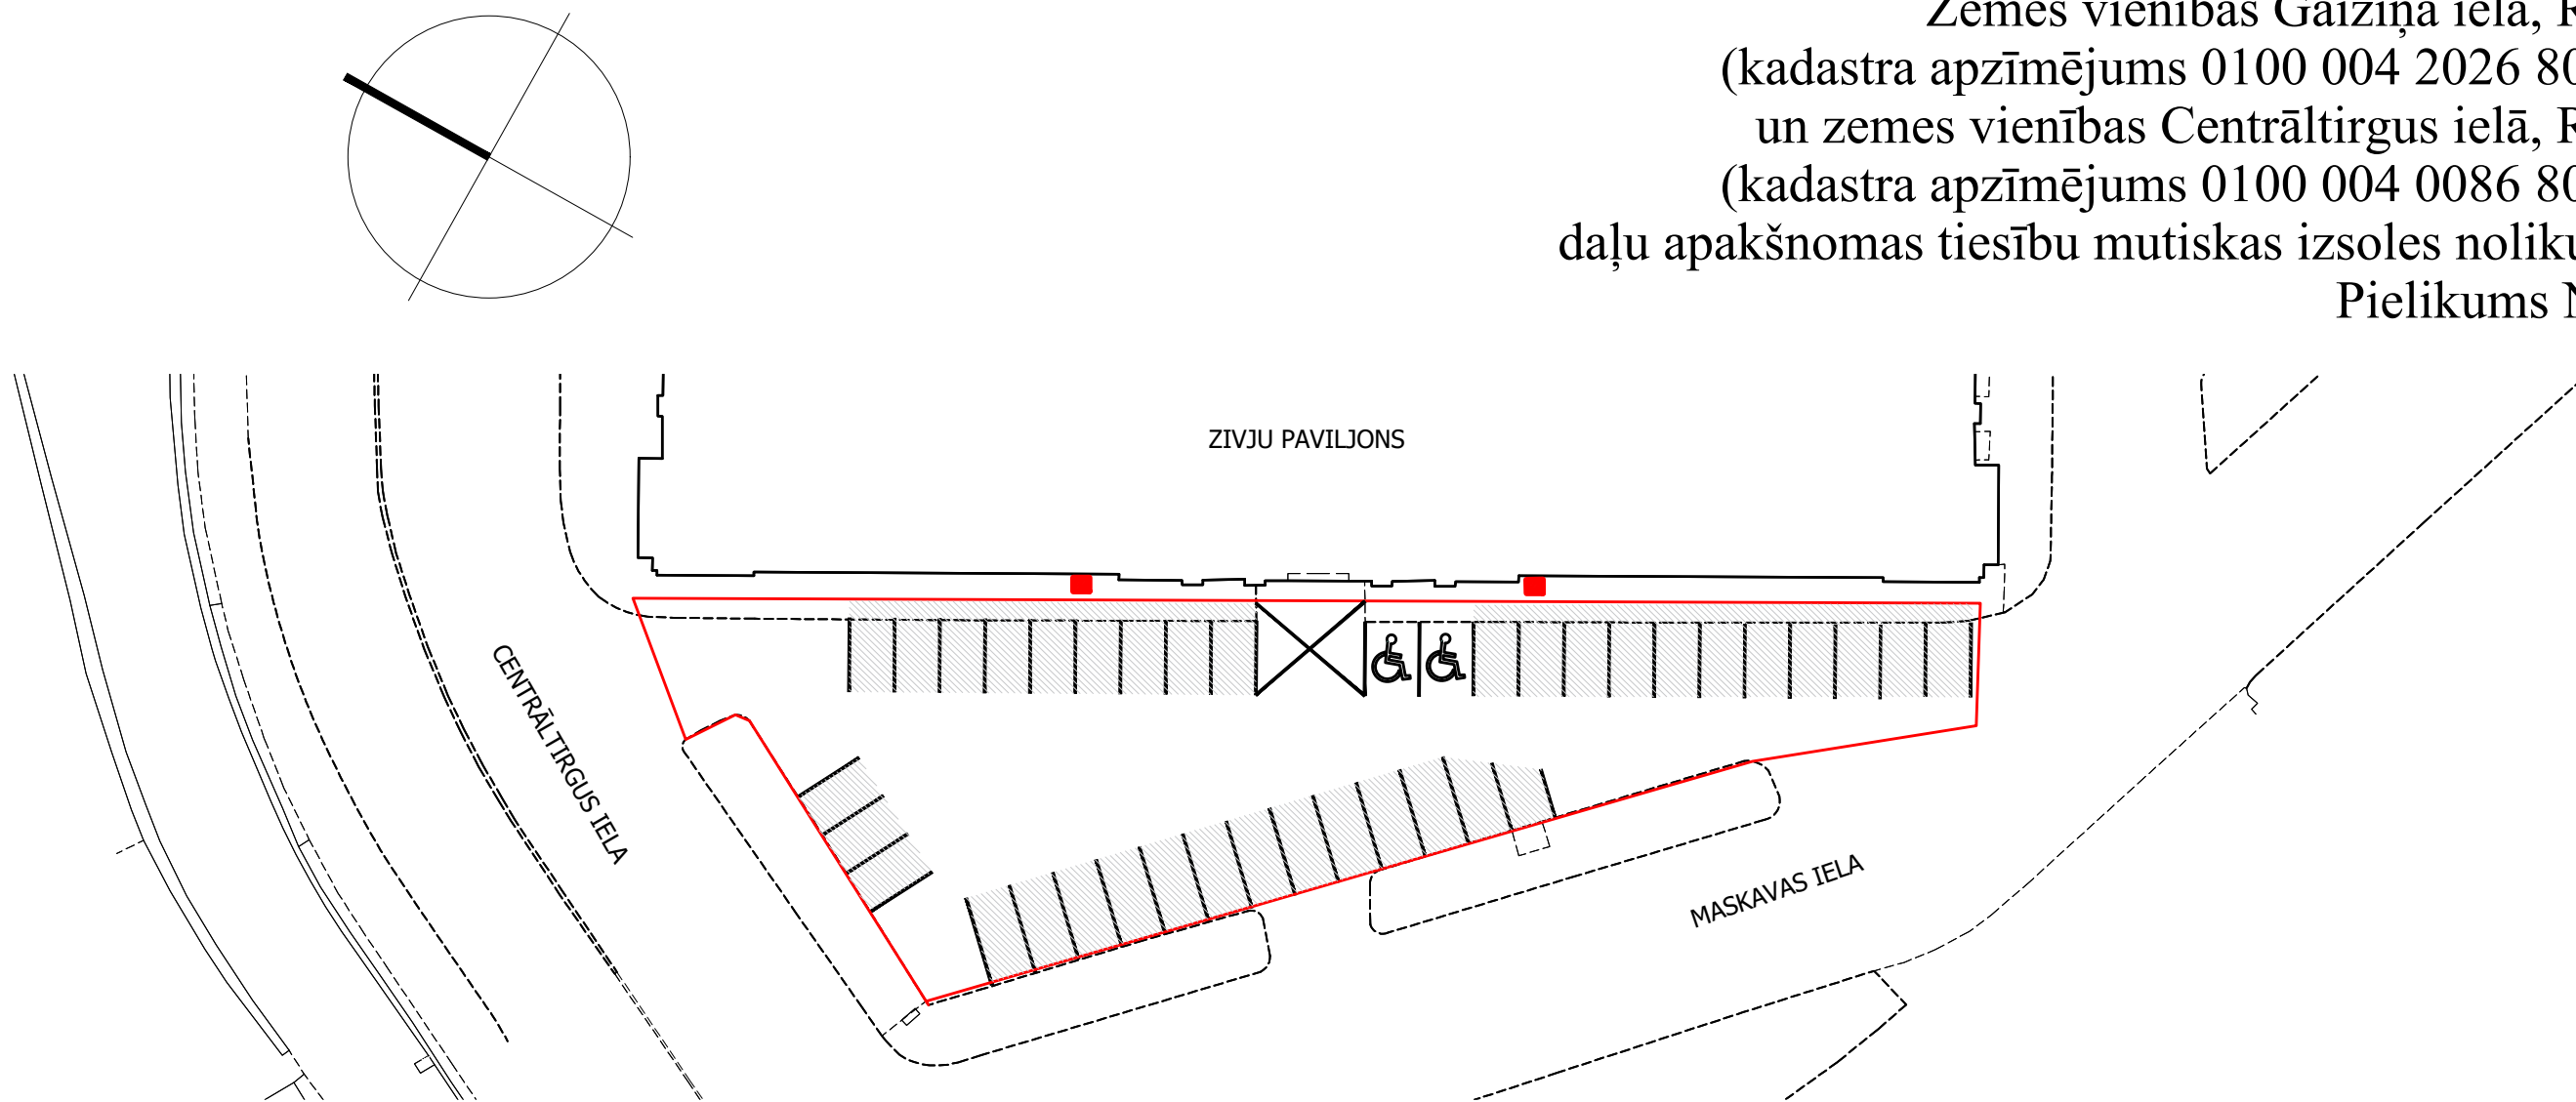 Zemes vienības Gaiziņa ielā,
(kadastra apzīmējums 0100 004 2026 80
un zemes vienības Centrāltirgus ielā,
(kadastra apzīmējums 0100 004 0086 80
daļu apakšnomas tiesību mutiskas izsoles noliku
Pielikums
ZIVJU PAVILJONS
CENTRĀLTIRGUS IELA
MASKAVAS IELA